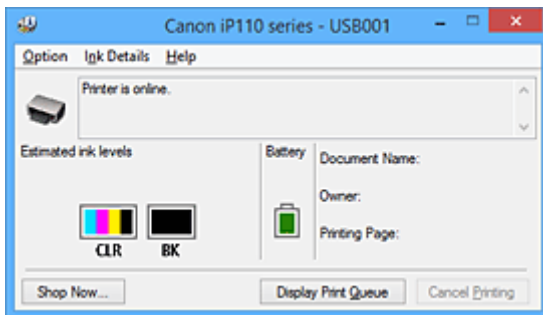 Canon iP110 series - USB001
Option Ink Details Help
Printer is online.
Estimated ink levels
Battery
Document Name:
Owner:
Printing Page:
CLR BK
Shop Now... Display Print Queue Cancel Printing